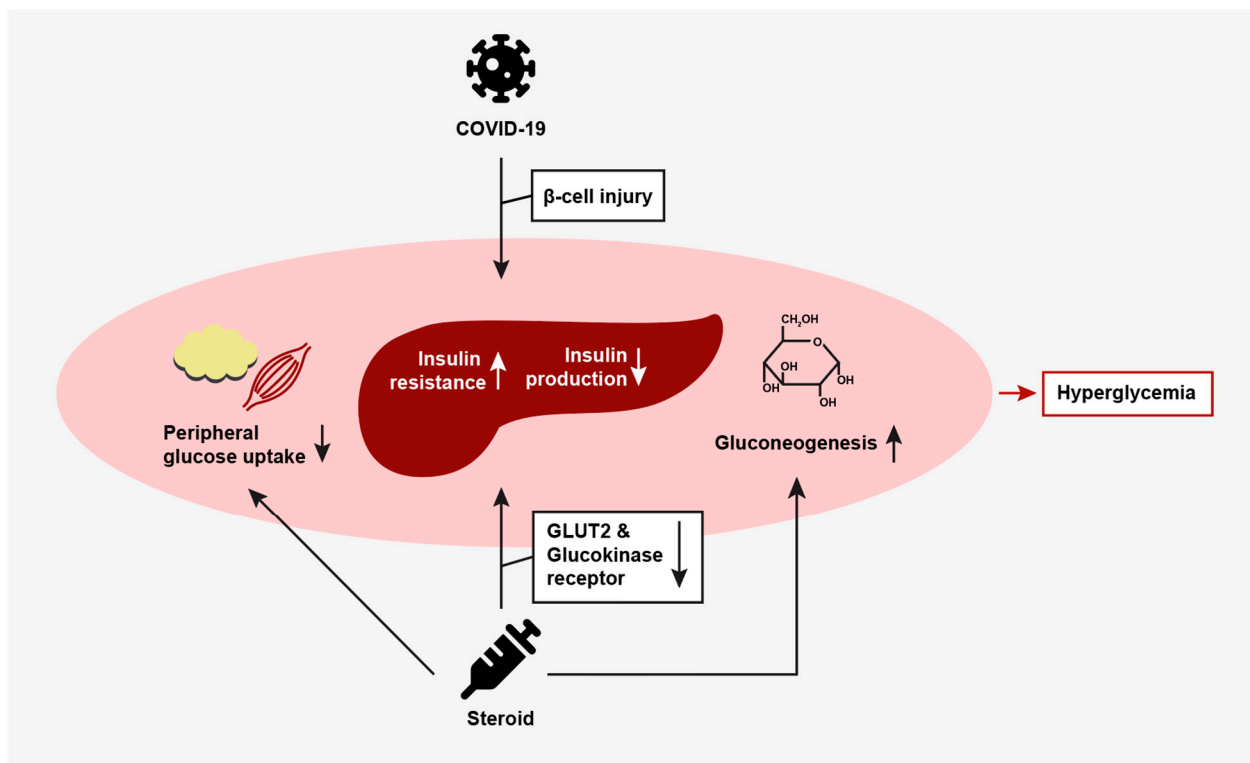 COVID-19
β-cell injury
Insulin
resistance
Insulin
production
CH₂OH
O
OH
OH
OH
OH
Peripheral
glucose uptake
Gluconeogenesis
Hyperglycemia
GLUT2 &
Glucokinase
receptor
Steroid